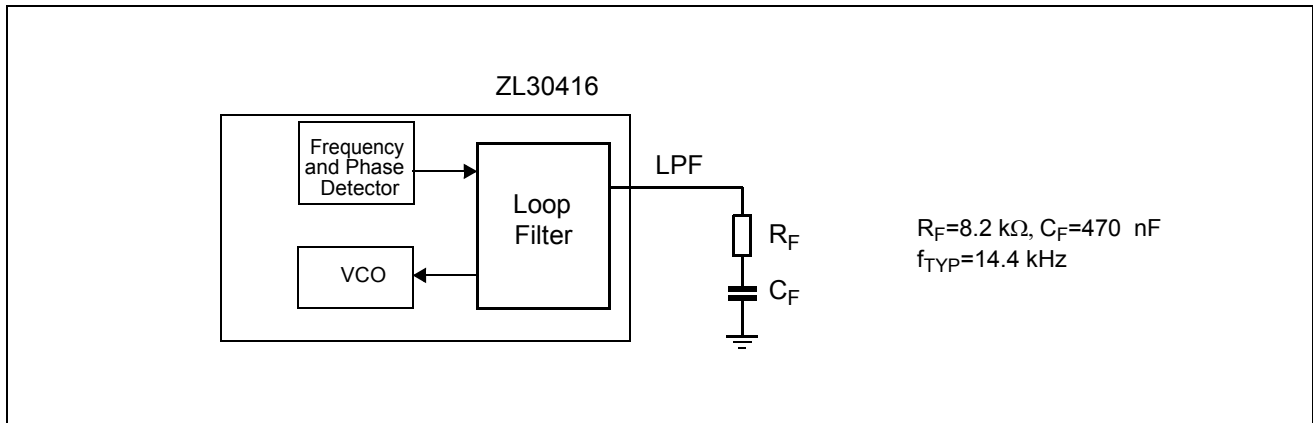 ZL30416
Frequency
and Phase
Detector
LPF
Loop
Filter
VCO
RF
CF
RF=8.2 kΩ, CF=470 nF
fTYP=14.4 kHz